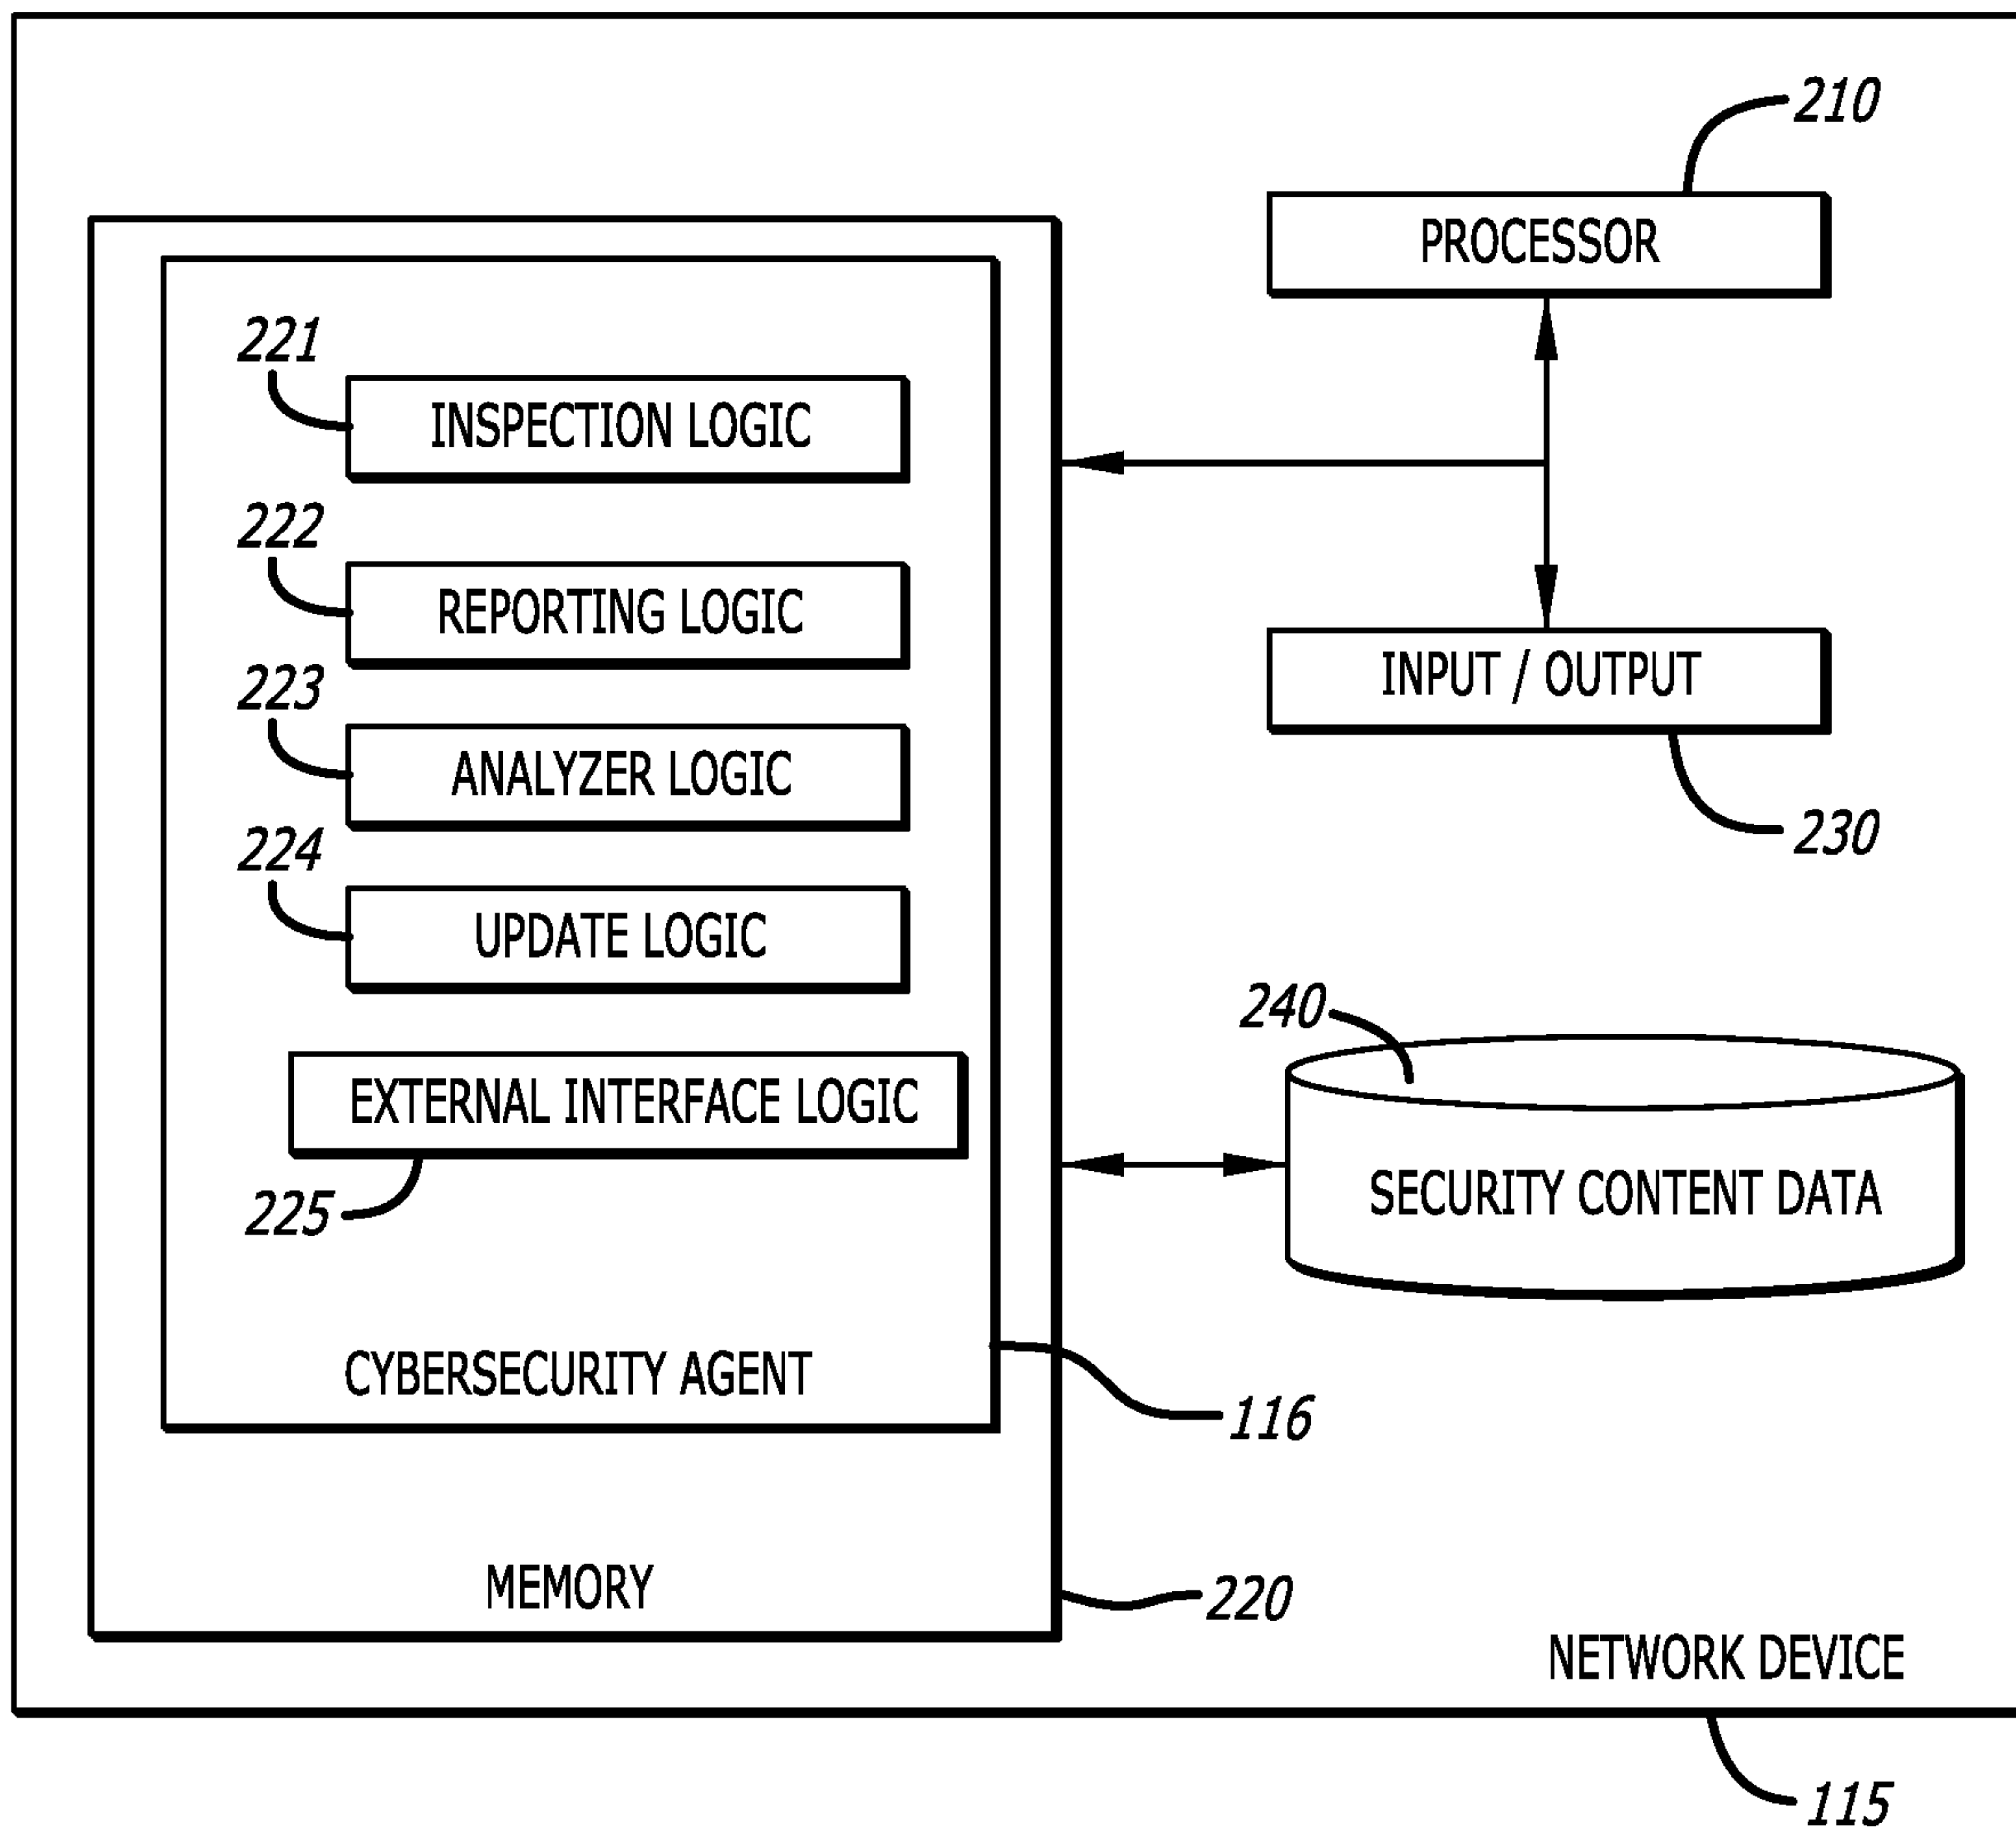 210
PROCESSOR
221
INSPECTION LOGIC
222
REPORTING LOGIC
INPUT / OUTPUT
223
ANALYZER LOGIC
230
224
UPDATE LOGIC
240
EXTERNAL INTERFACE LOGIC
225
SECURITY CONTENT DATA
CYBERSECURITY AGENT
116
MEMORY
220
NETWORK DEVICE
115